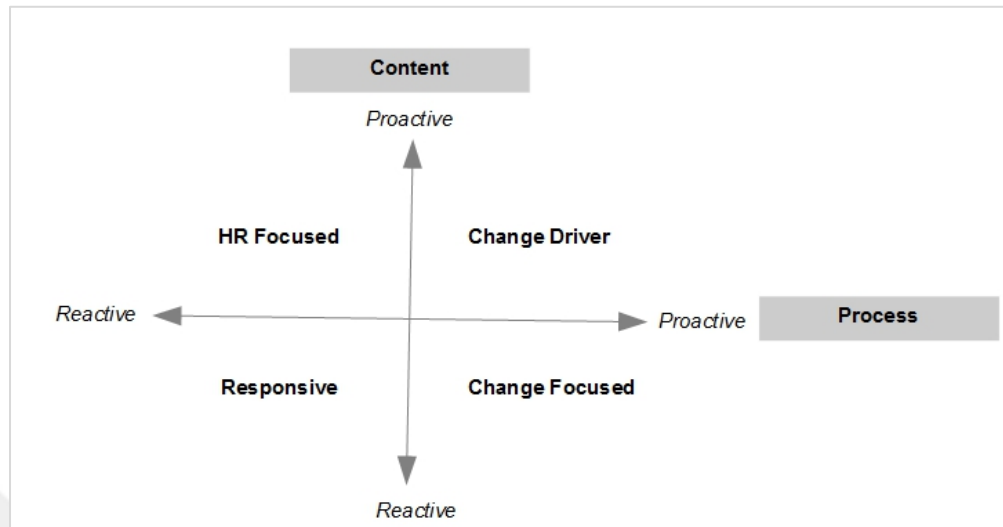 Content
Proactive
HR Focused
Change Driver
Reactive
Proactive
Process
Responsive
Change Focused
Reactive